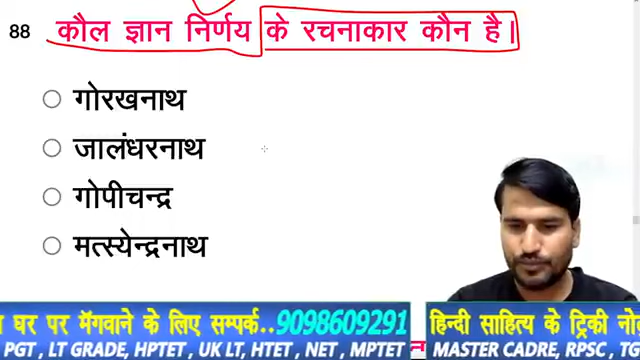 88 कौल ज्ञान निर्णय के रचनाकार कौन है।
गोरखनाथ
जालंधरनाथ
गोपीचन्द्र
मत्स्येन्द्रनाथ
घर पर मॅगवाने के लिए सम्पर्क..9098609291 हिन्दी साहित्य के ट्रिकी
PGT , LT GRADE, HPTET , UK LT, HTET , NET , MPTET MASTER CADRE, RPSC,